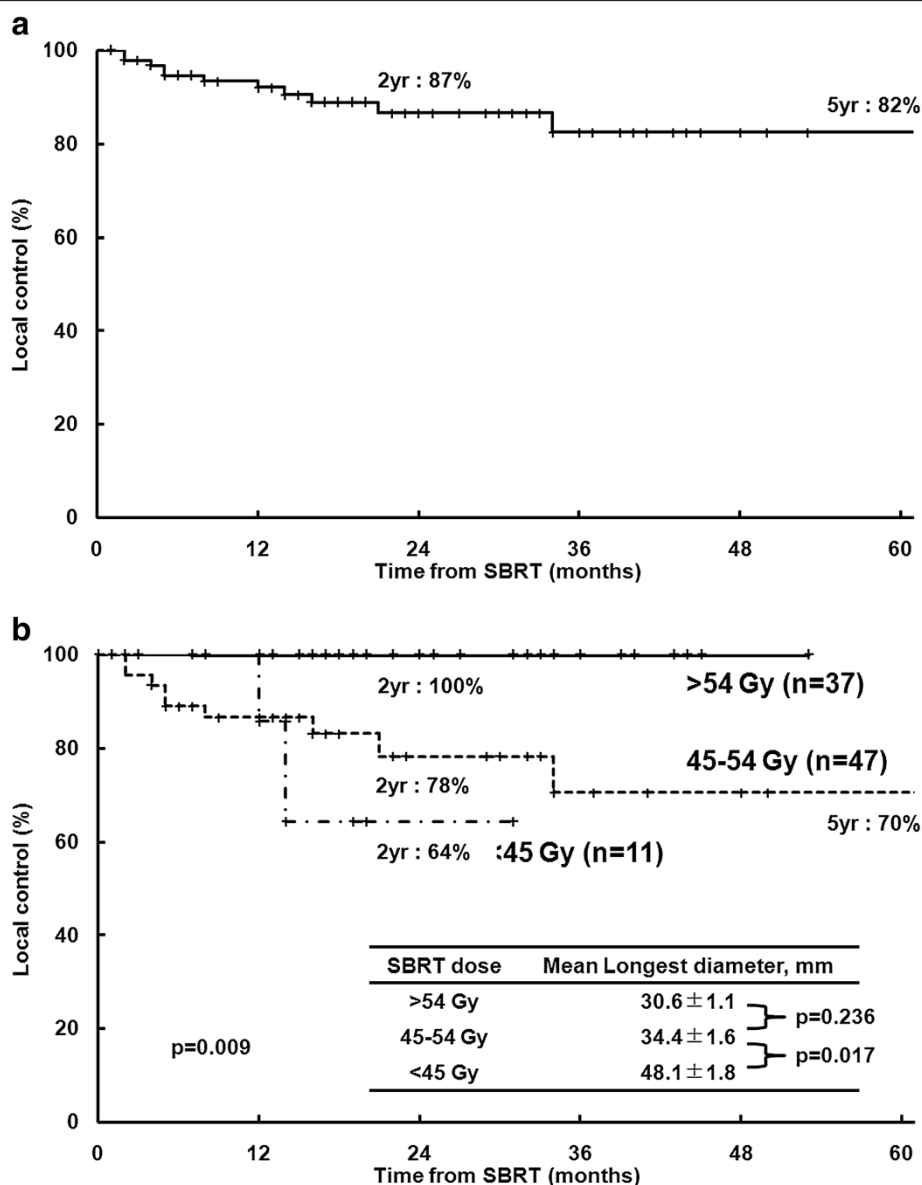 a
100
80
60
40
20
0
Local control (%)
2yr : 87%
5yr : 82%
0 12 24 36 48 60
Time from SBRT (months)
b
100
80
60
40
20
0
Local control (%)
2yr : 100%
>54 Gy (n=37)
45-54 Gy (n=47)
2yr : 78%
5yr : 70%
2yr : 64%
:45 Gy (n=11)
SBRT dose Mean Longest diameter, mm
>54 Gy 30.6±1.1
p=0.236
45-54 Gy 34.4±1.6
p=0.017
<45 Gy 48.1±1.8
p=0.009
0 12 24 36 48 60
Time from SBRT (months)